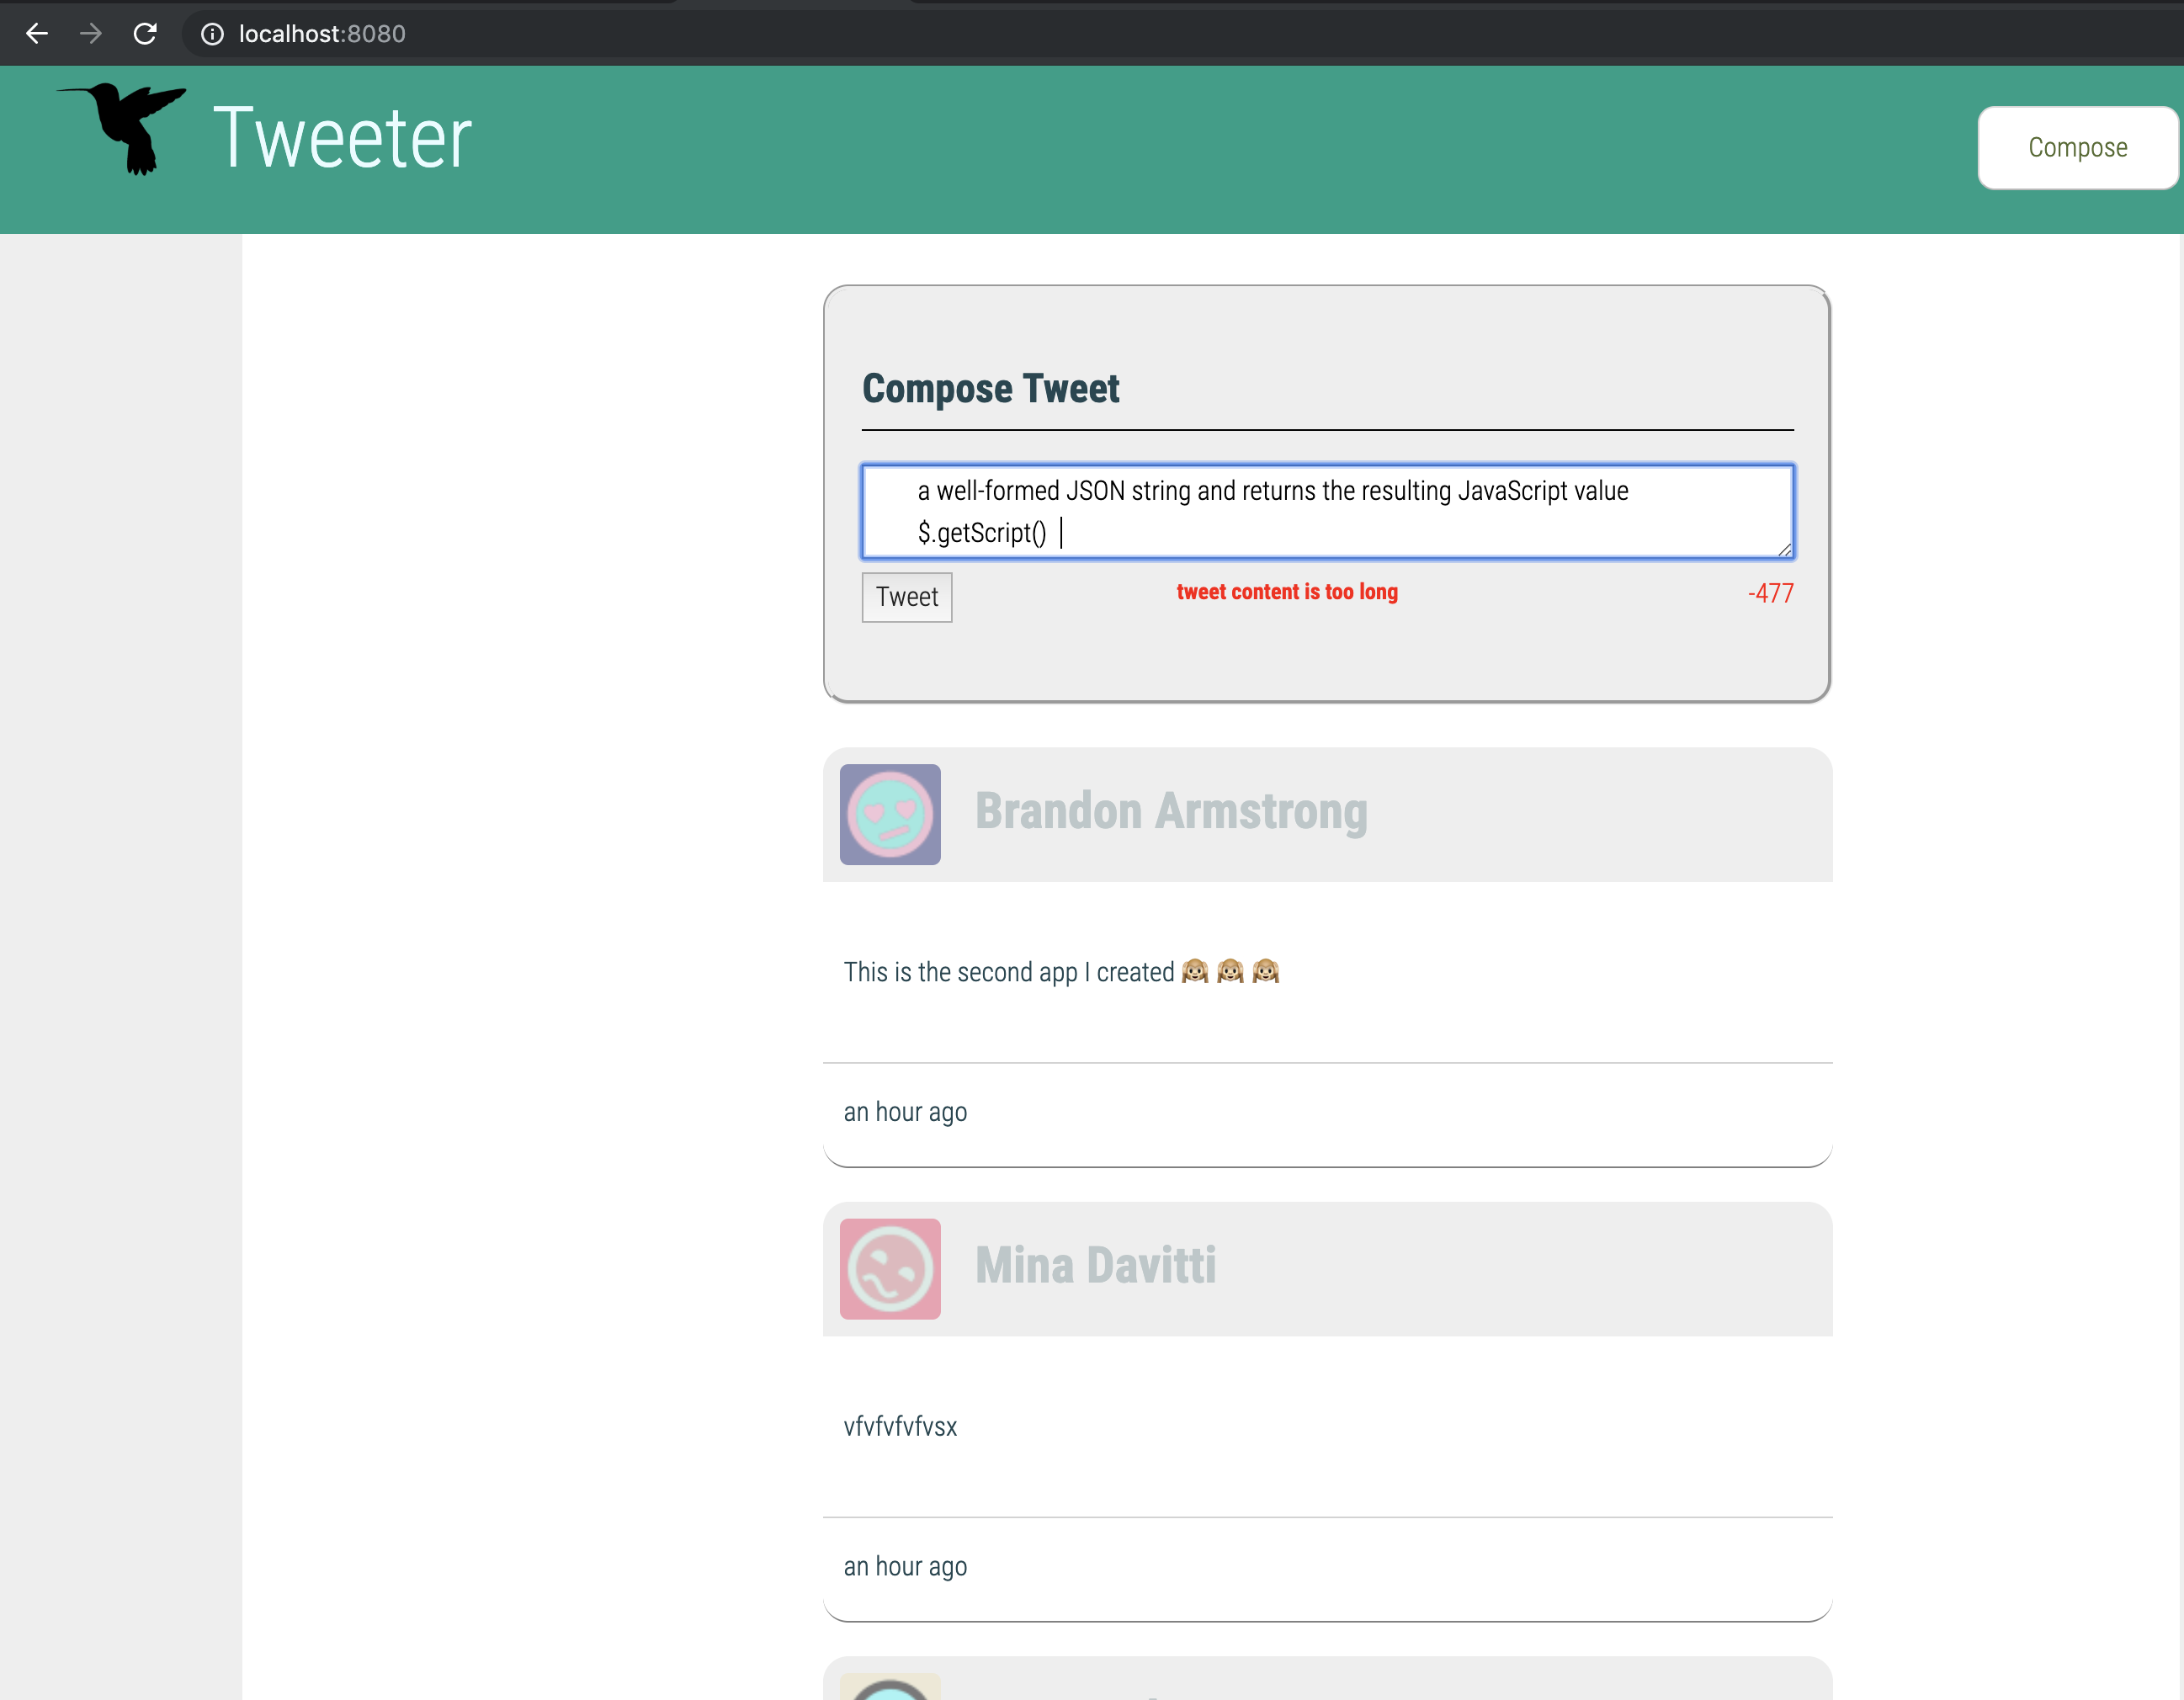 localhost:8080
Tweeter
Compose
Compose Tweet
a well-formed JSON string and returns the resulting JavaScript value
$.getScript()
Tweet
tweet content is too long
-477
Brandon Armstrong
This is the second app I created 🙉 🙉 🙉
an hour ago
Mina Davitti
vfvfvfvfvsx
an hour ago